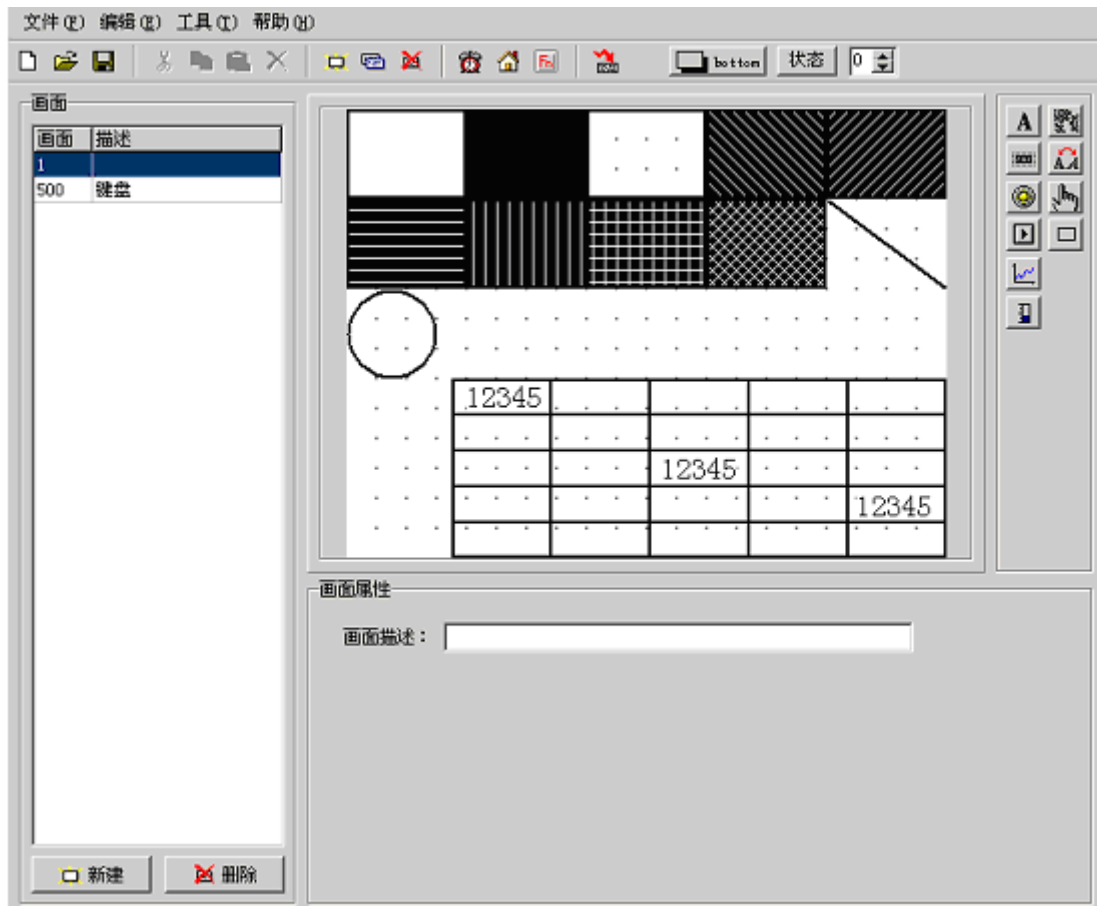 文件(F) 编辑(E) 工具(T) 帮助(H)
bottom 状态 0
画面
画面 描述
1
500 键盘
12345
12345
12345
画面属性
画面描述：
新建 删除
A